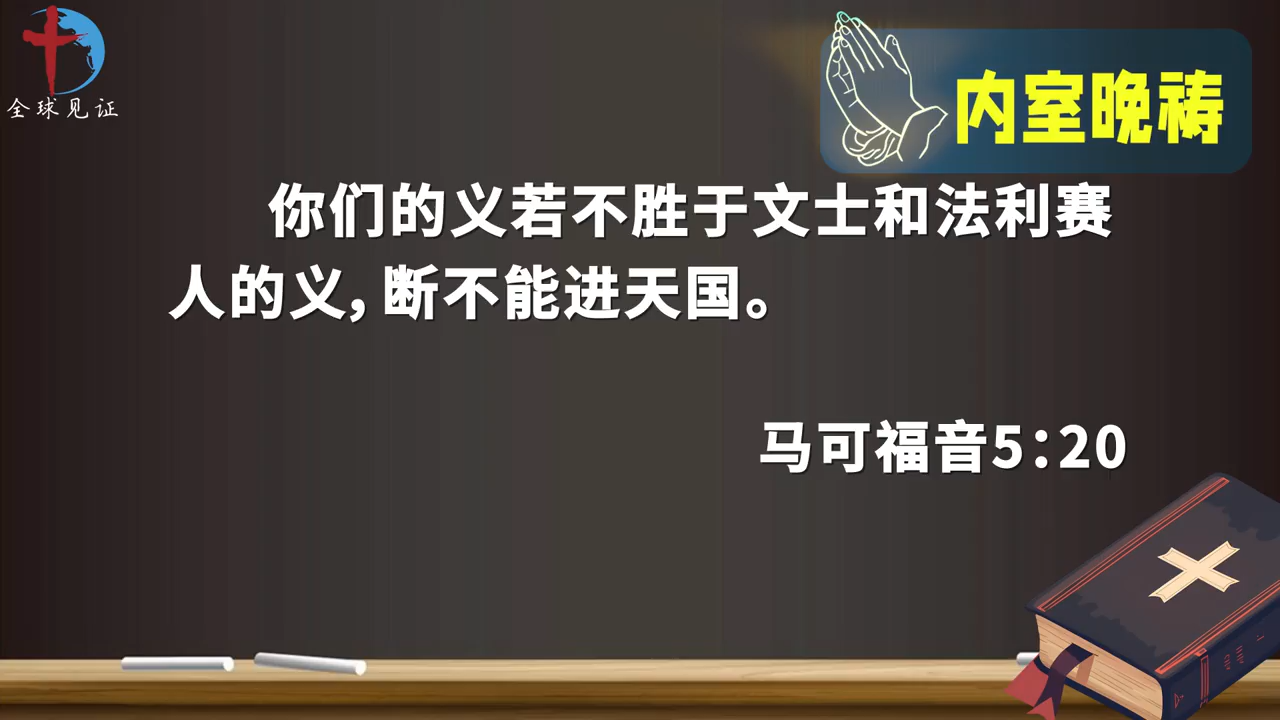 全球见证
内室晚祷
你们的义若不胜于文士和法利赛
人的义，断不能进天国。
马可福音5：20